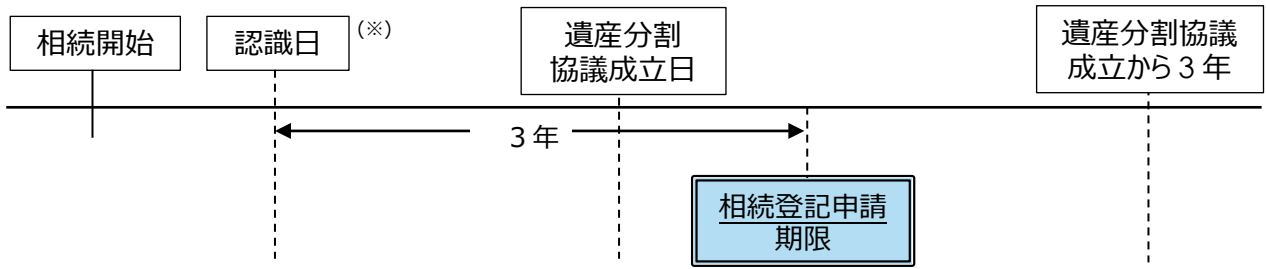 相続開始
認識日
(※)
遺産分割
協議成立日
遺産分割協議
成立から3年
3年
相続登記申請
期限